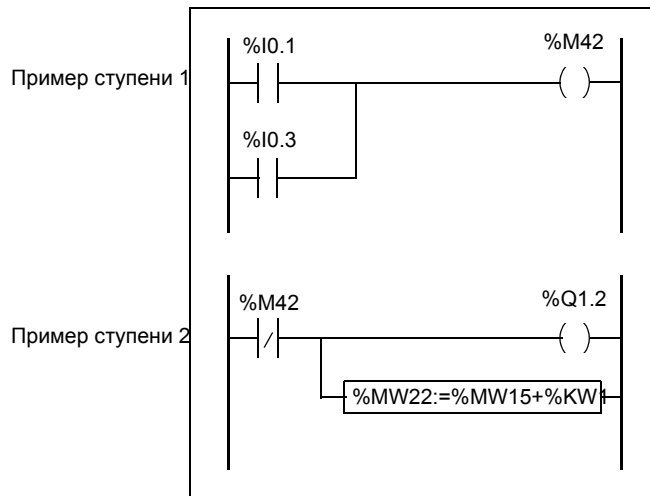 %I0.1
%M42
Пример ступени 1
%I0.3
%M42
%Q1.2
Пример ступени 2
%MW22:=%MW15+%KW1